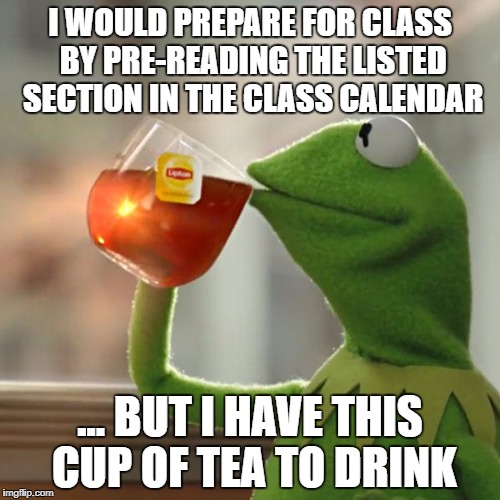 I WOULD PREPARE FOR CLASS
BY PRE-READING THE LISTED
SECTION IN THE CLASS CALENDAR
Lipton
... BUT I HAVE THIS
CUP OF TEA TO DRINK
imgflip.com